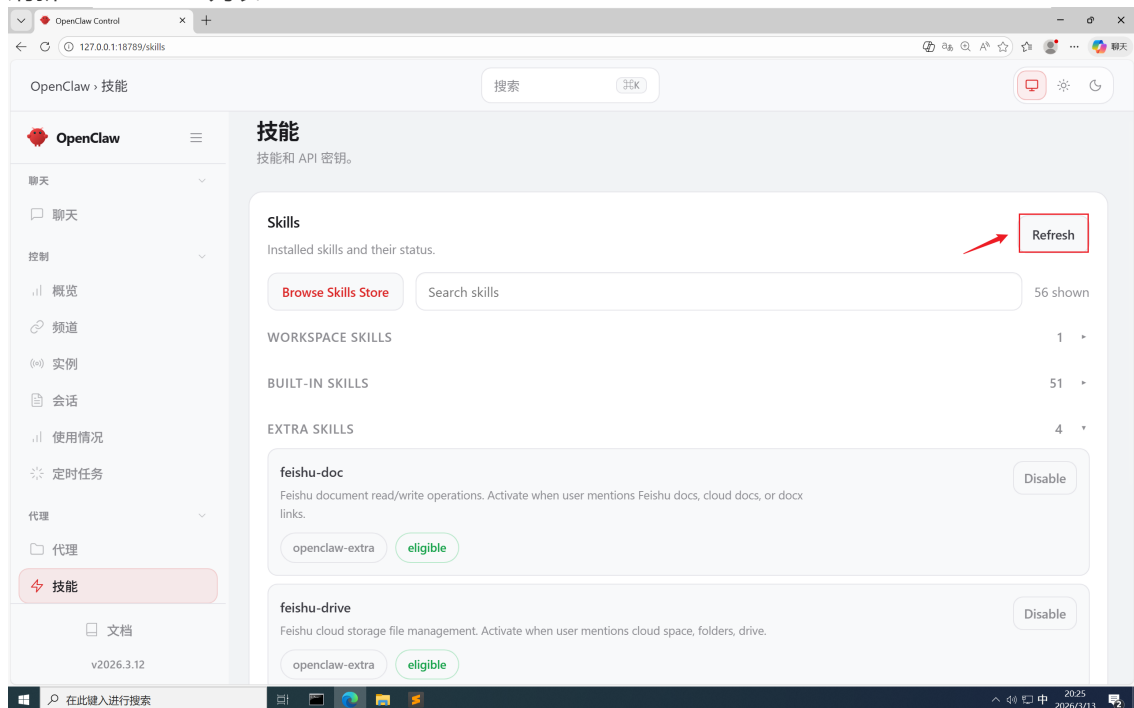 OpenClaw Control
127.0.0.1:18789/skills
聊天
OpenClaw › 技能
搜索
⌘K
OpenClaw
技能
技能和 API 密钥。
聊天
聊天
控制
概览
频道
实例
会话
使用情况
定时任务
代理
代理
技能
文档
v2026.3.12
Skills
Installed skills and their status.
Refresh
Browse Skills Store
Search skills
56 shown
WORKSPACE SKILLS
1
BUILT-IN SKILLS
51
EXTRA SKILLS
4
feishu-doc
Feishu document read/write operations. Activate when user mentions Feishu docs, cloud docs, or docx
links.
Disable
openclaw-extra
eligible
feishu-drive
Feishu cloud storage file management. Activate when user mentions cloud space, folders, drive.
Disable
openclaw-extra
eligible
在此键入进行搜索
中
20:25
2026/3/13
2